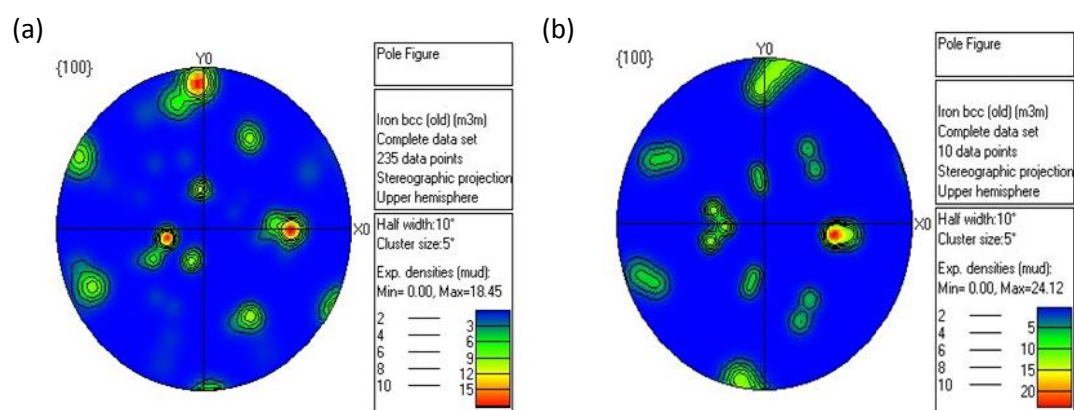 (a)
{100}
Y0
X0
Pole Figure
Iron bcc (old) (m3m)
Complete data set
235 data points
Stereographic projection
Upper hemisphere
Half width:10°
Cluster size:5°
Exp. densities (mud):
Min= 0.00, Max=18.45
2
4
6
8
10
3
6
9
12
15
(b)
{100}
Y0
X0
Pole Figure
Iron bcc (old) (m3m)
Complete data set
10 data points
Stereographic projection
Upper hemisphere
Half width:10°
Cluster size:5°
Exp. densities (mud):
Min= 0.00, Max=24.12
2
4
6
8
10
5
10
15
20